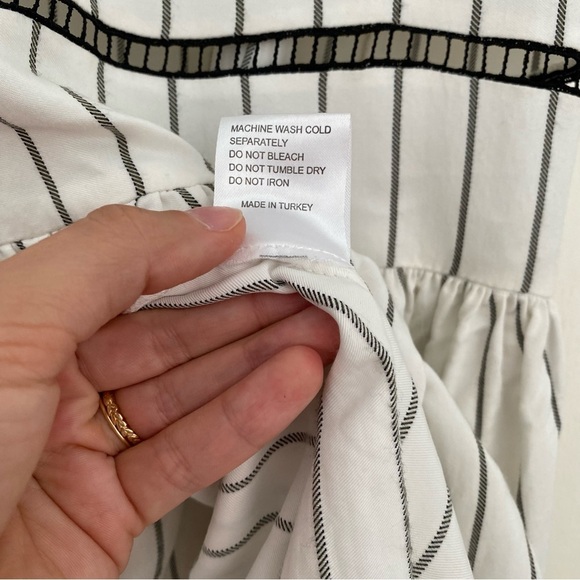 MACHINE WASH COLD
SEPARATELY
DO NOT BLEACH
DO NOT TUMBLE DRY
DO NOT IRON
MADE IN TURKEY